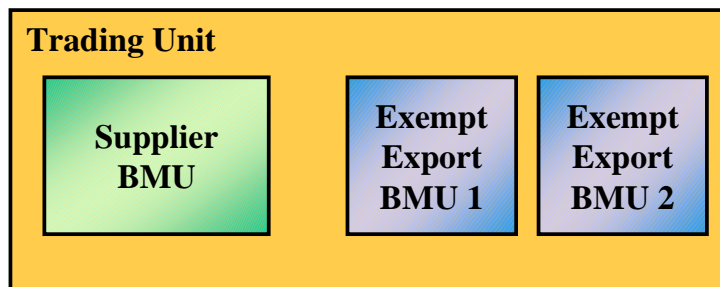 Trading Unit
Supplier
BMU
Exempt
Export
BMU 1
Exempt
Export
BMU 2